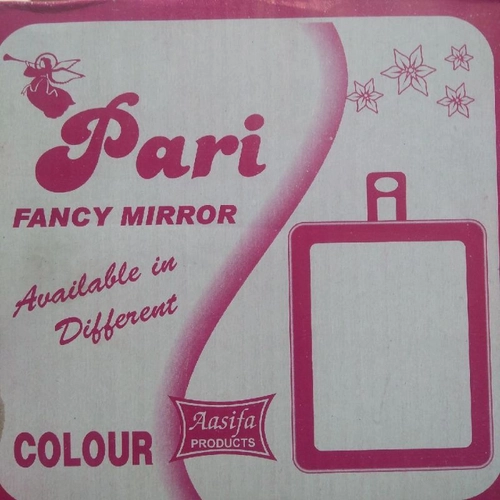 Pari
FANCY MIRROR
Available in
Different
COLOUR
Aasifa
PRODUCTS